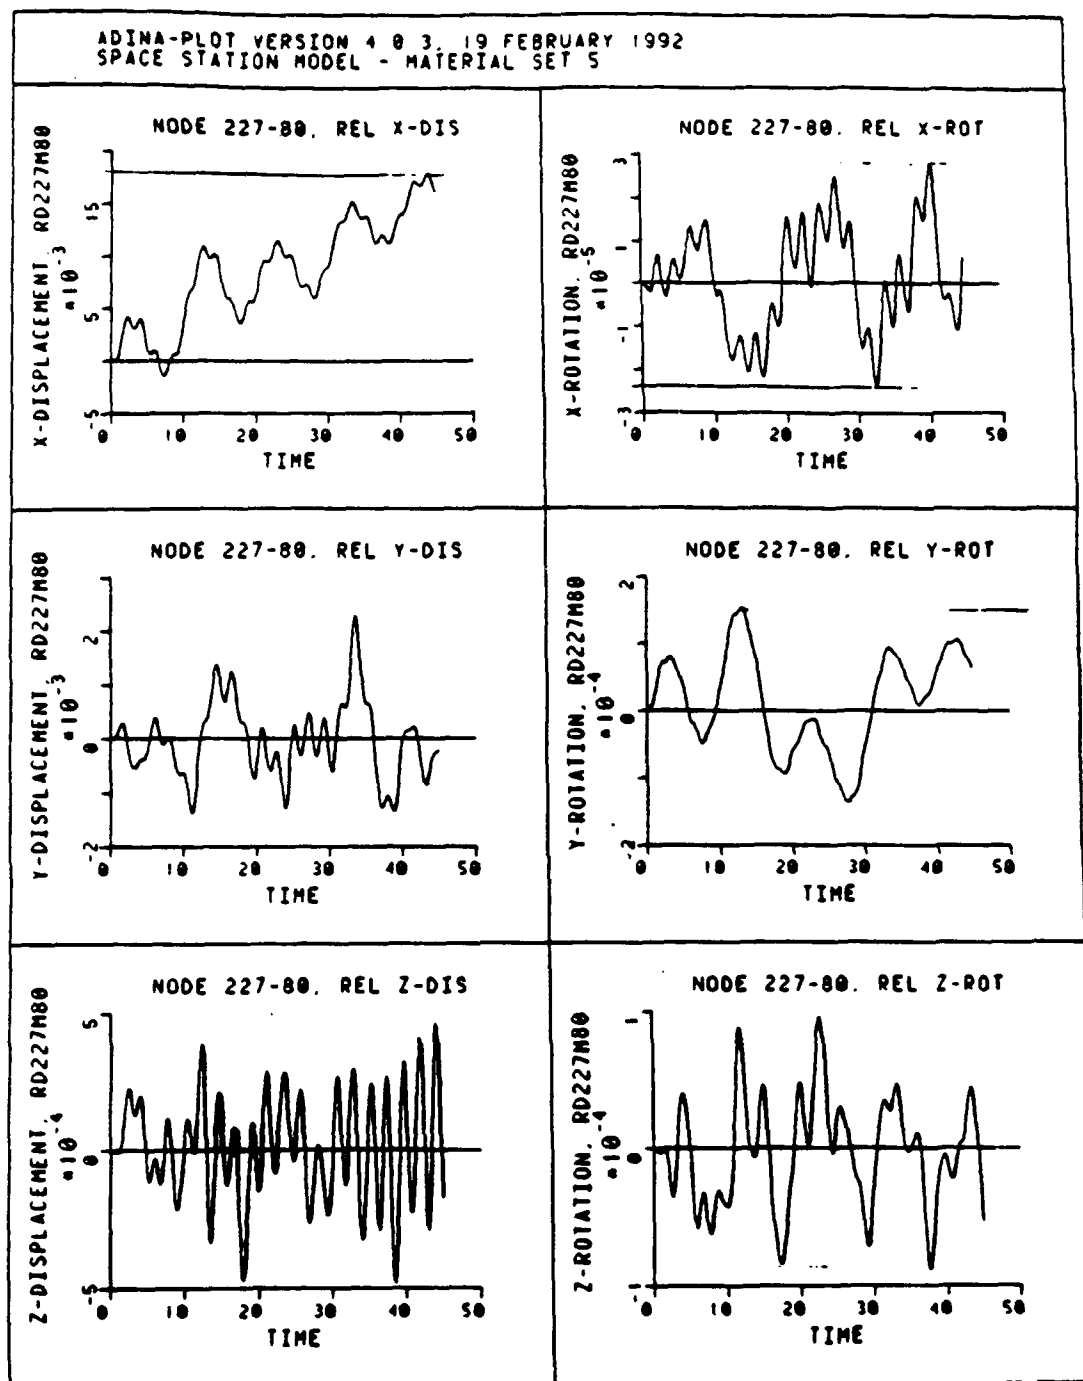 ADINA-PLOT VERSION 4.0.3, 19 FEBRUARY 1992
SPACE STATION MODEL - MATERIAL SET 5
NODE 227-80, REL X-DIS
X-DISPLACEMENT, RD227M80
*10^-3
-5 5 15
0 10 20 30 40 50
TIME
NODE 227-80, REL X-ROT
X-ROTATION, RD227M80
*10^-5
-3 -1 1 3
0 10 20 30 40 50
TIME
NODE 227-80, REL Y-DIS
Y-DISPLACEMENT, RD227M80
*10^-3
-2 0 2
0 10 20 30 40 50
TIME
NODE 227-80, REL Y-ROT
Y-ROTATION, RD227M80
*10^-4
-2 0 2
0 10 20 30 40 50
TIME
NODE 227-80, REL Z-DIS
Z-DISPLACEMENT, RD227M80
*10^-4
-5 0 5
0 10 20 30 40 50
TIME
NODE 227-80, REL Z-ROT
Z-ROTATION, RD227M80
*10^-4
-1 0 1
0 10 20 30 40 50
TIME